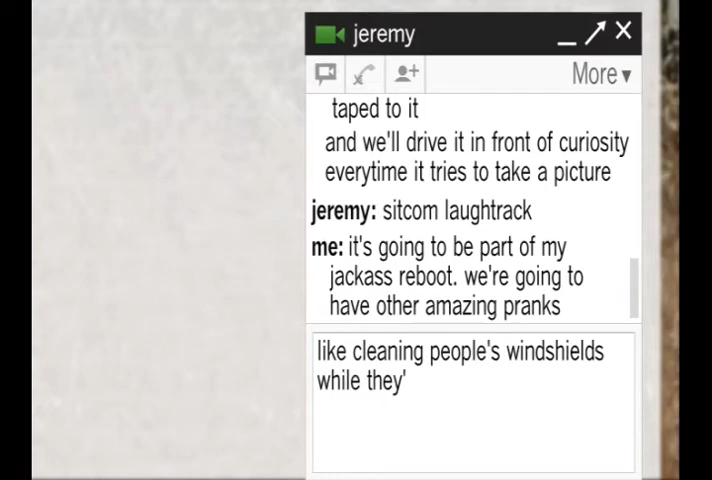 jeremy
More
taped to it
and we'll drive it in front of curiosity
everytime it tries to take a picture
jeremy: sitcom laughtrack
me: it's going to be part of my
jackass reboot. we're going to
have other amazing pranks
like cleaning people's windshields
while they'